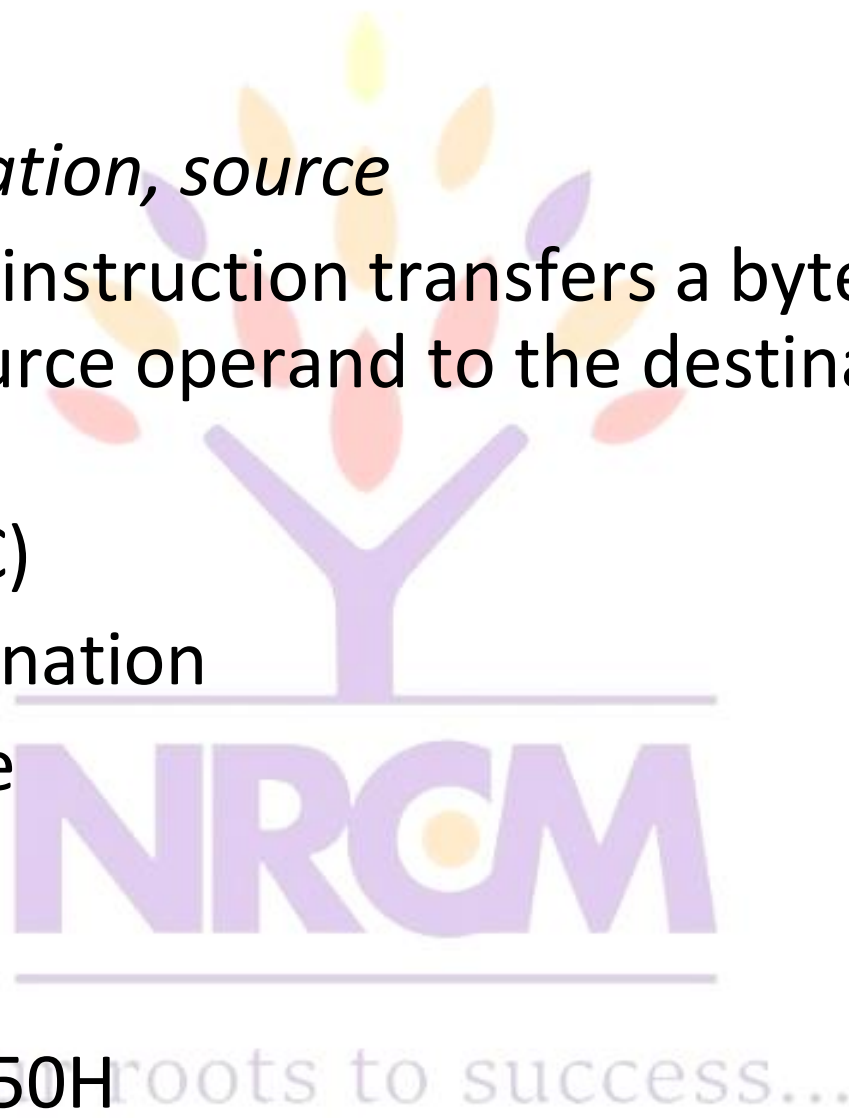 ation, source
instruction transfers a byte
urce operand to the destina
C)
nation
e
NRCM
50H
roots to success...